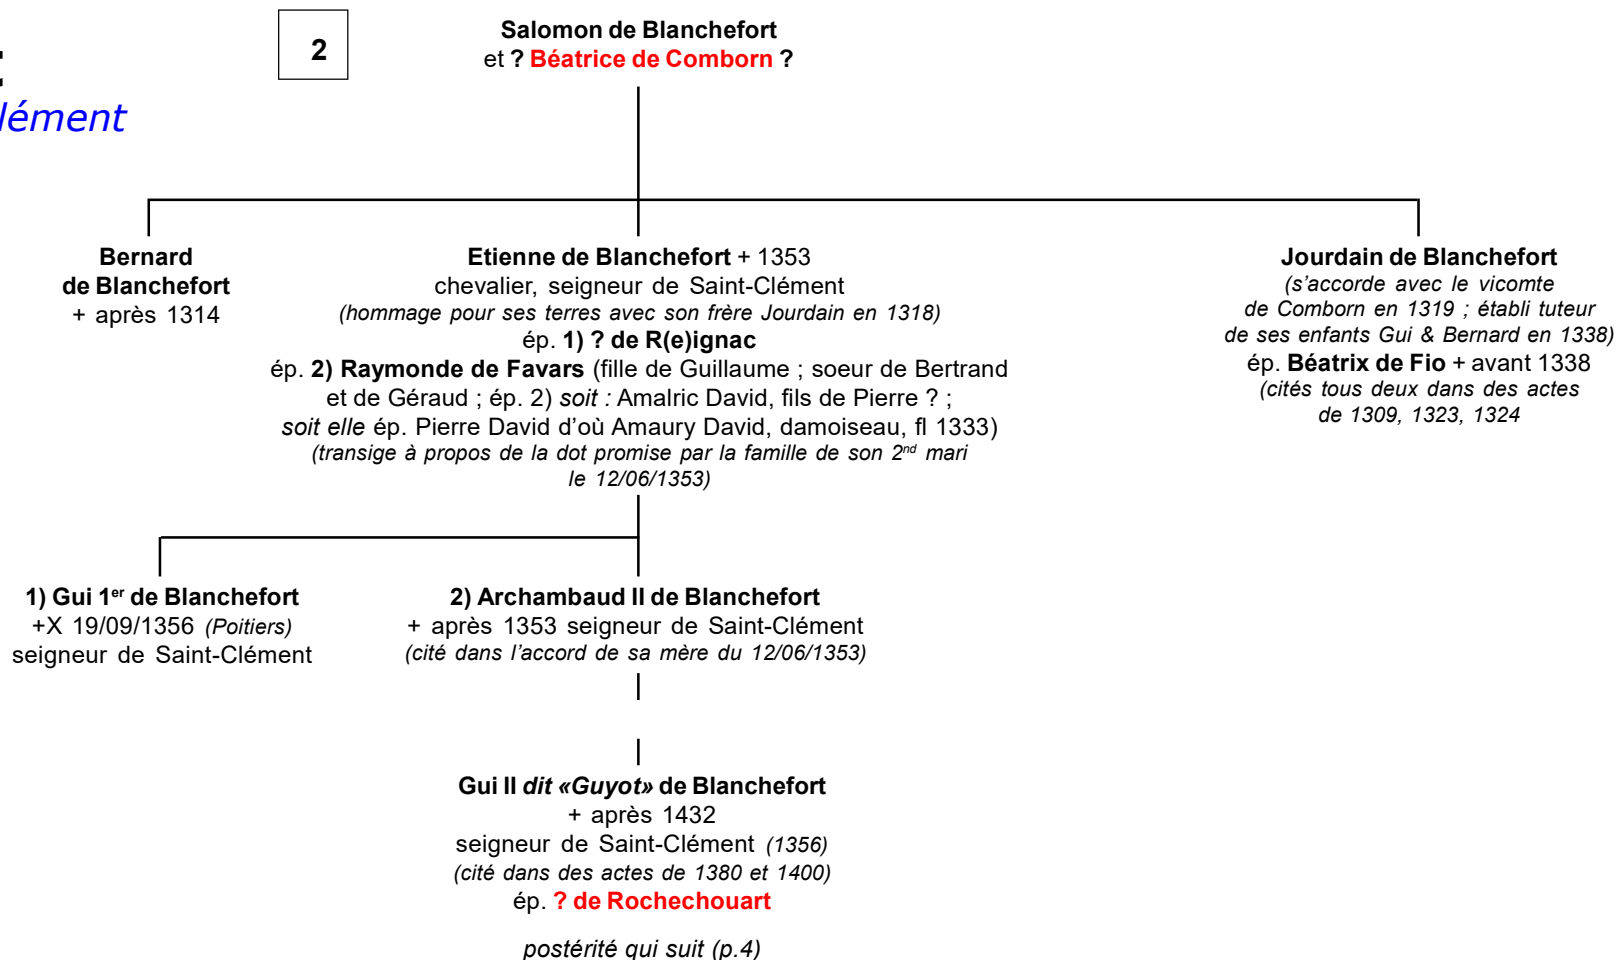 2
Salomon de Blanchefort
et ? Béatrice de Comborn ?
lément
Bernard
de Blanchefort
+ après 1314
Etienne de Blanchefort + 1353
chevalier, seigneur de Saint-Clément
(hommage pour ses terres avec son frère Jourdain en 1318)
ép. 1) ? de R(e)ignac
ép. 2) Raymonde de Favars (fille de Guillaume ; soeur de Bertrand
et de Géraud ; ép. 2) soit : Amalric David, fils de Pierre ? ;
soit elle ép. Pierre David d’où Amaury David, damoiseau, fl 1333)
(transige à propos de la dot promise par la famille de son 2nd mari
le 12/06/1353)
Jourdain de Blanchefort
(s’accorde avec le vicomte
de Comborn en 1319 ; établi tuteur
de ses enfants Gui & Bernard en 1338)
ép. Béatrix de Fio + avant 1338
(cités tous deux dans des actes
de 1309, 1323, 1324
1) Gui 1er de Blanchefort
+X 19/09/1356 (Poitiers)
seigneur de Saint-Clément
2) Archambaud II de Blanchefort
+ après 1353 seigneur de Saint-Clément
(cité dans l’accord de sa mère du 12/06/1353)
Gui II dit «Guyot» de Blanchefort
+ après 1432
seigneur de Saint-Clément (1356)
(cité dans des actes de 1380 et 1400)
ép. ? de Rochechouart
postérité qui suit (p.4)